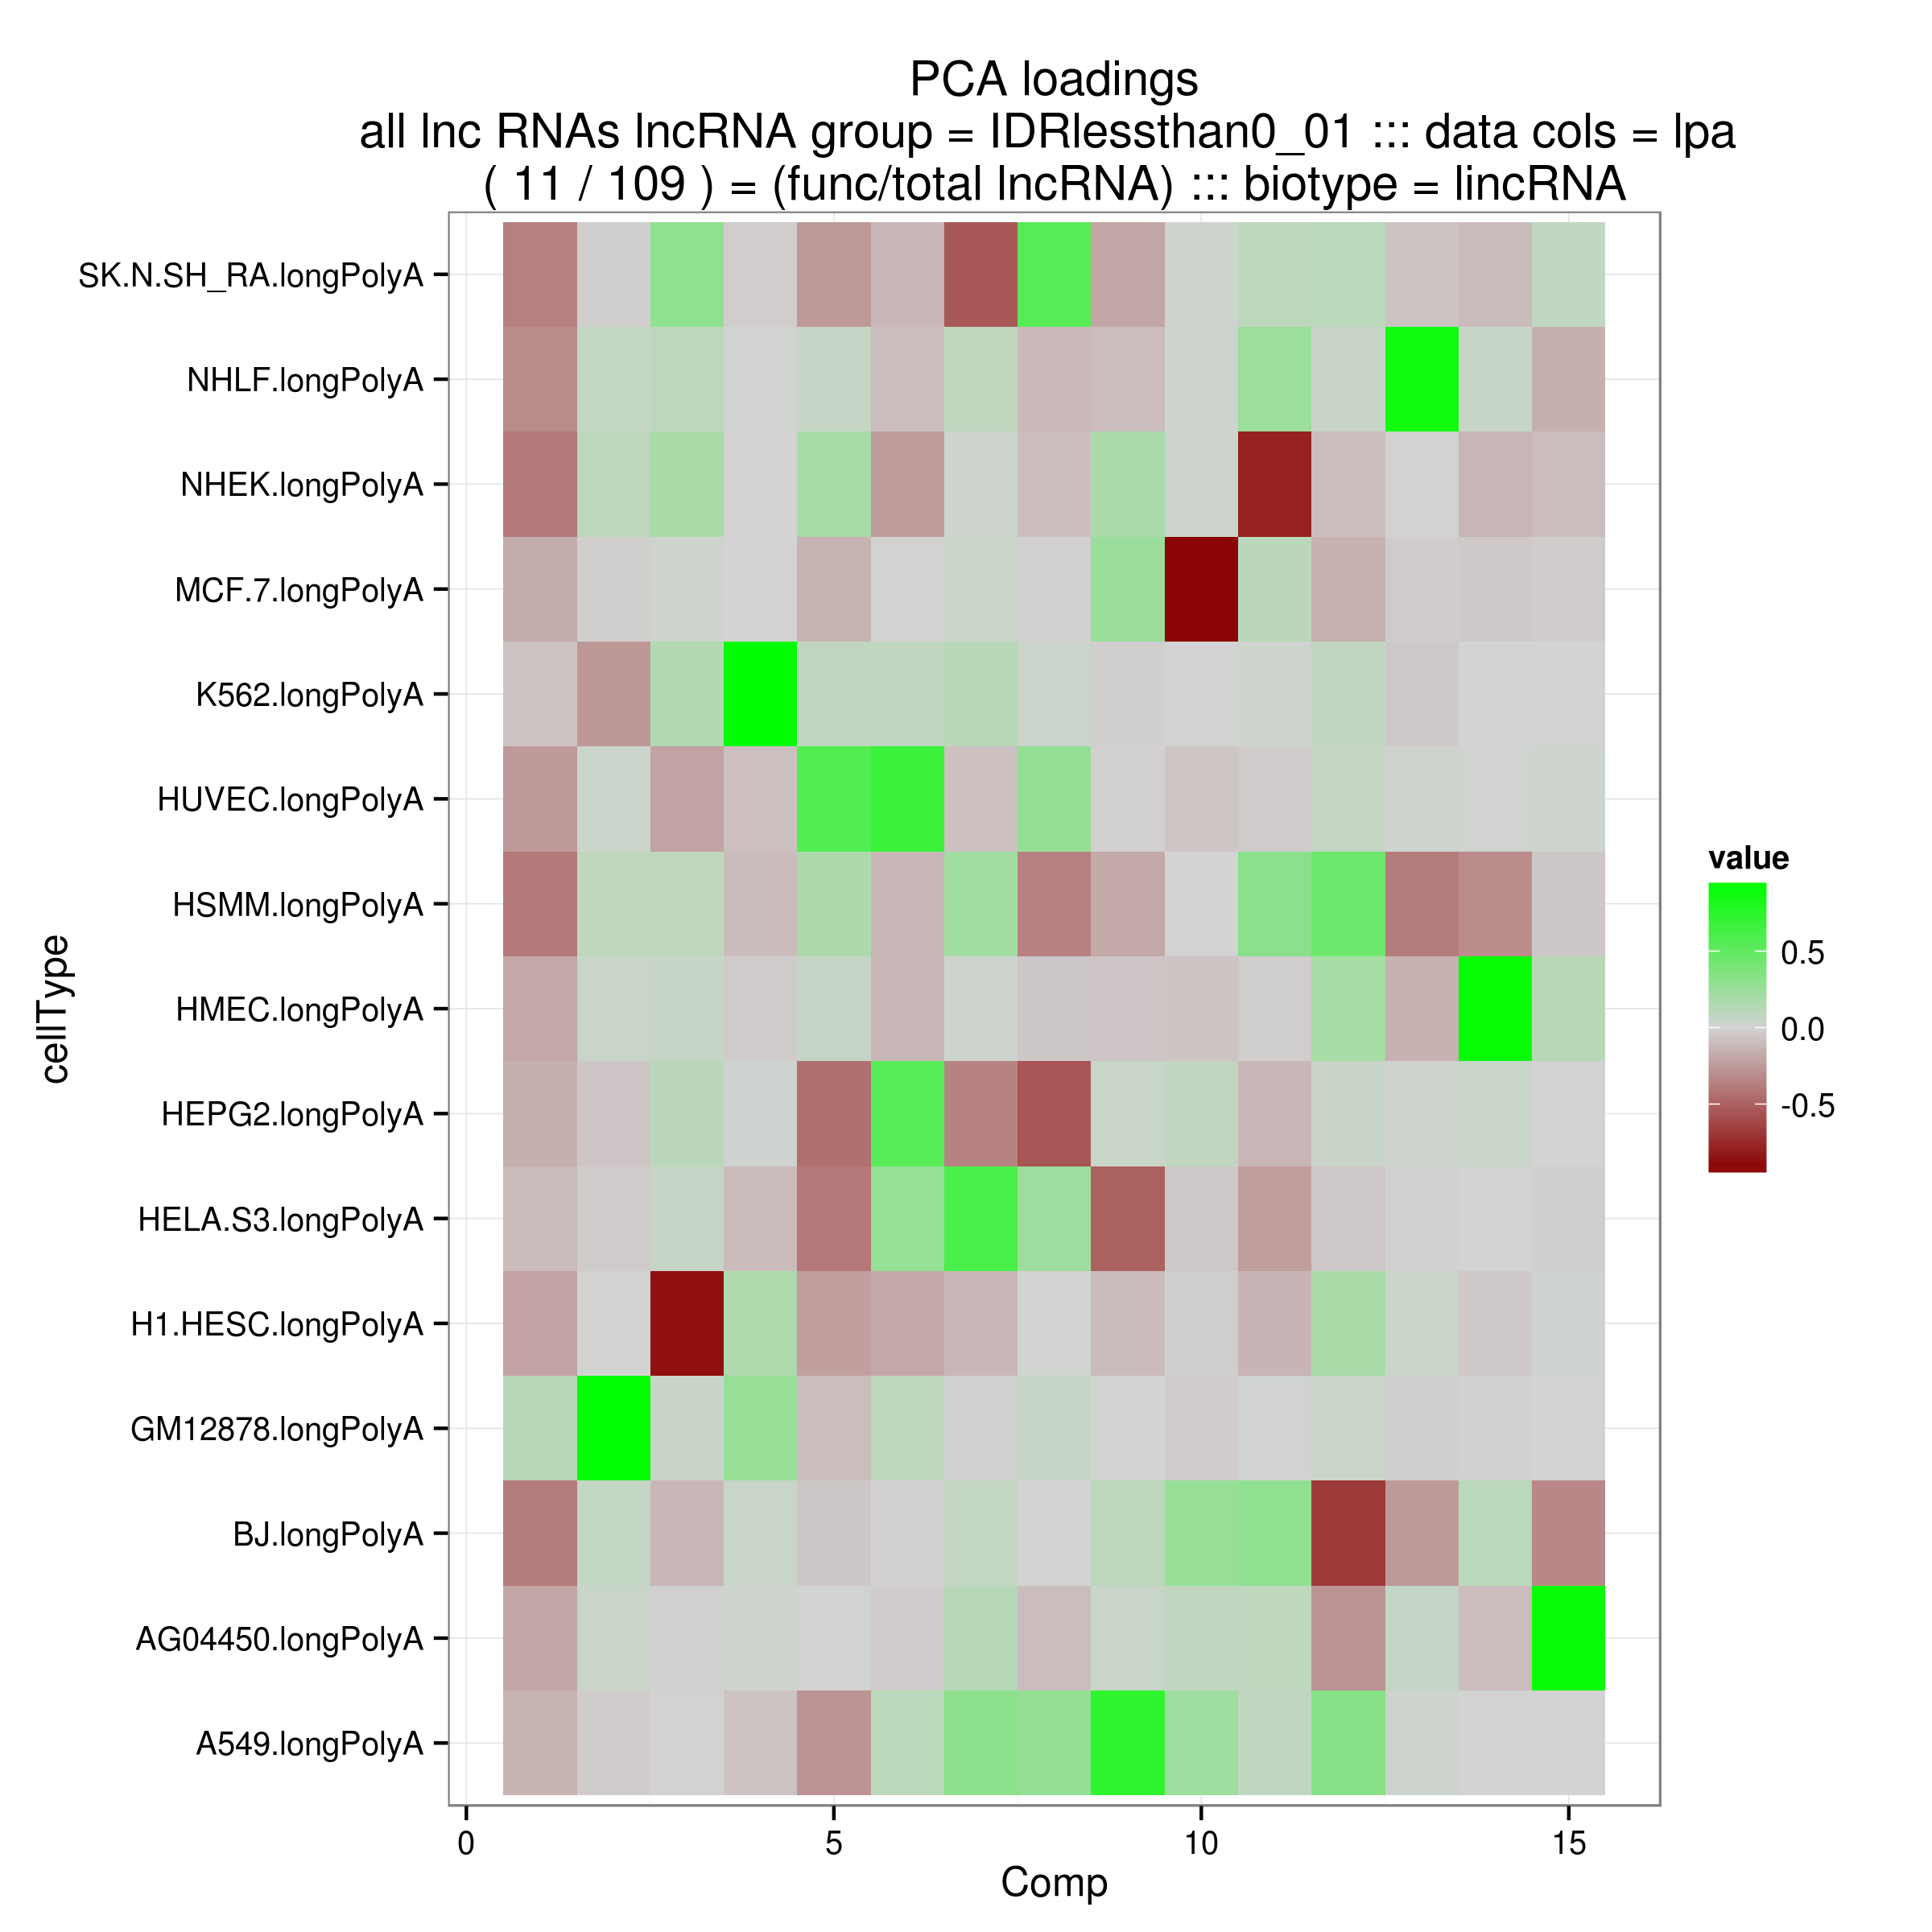 PCA loadings
all lnc RNAs lncRNA group = IDRlessthan0_01 ::: data cols = lpa
( 11 / 109 ) = (func/total lncRNA) ::: biotype = lincRNA
cellType
SK.N.SH_RA.longPolyA
NHLF.longPolyA
NHEK.longPolyA
MCF.7.longPolyA
K562.longPolyA
HUVEC.longPolyA
HSMM.longPolyA
HMEC.longPolyA
HEPG2.longPolyA
HELA.S3.longPolyA
H1.HESC.longPolyA
GM12878.longPolyA
BJ.longPolyA
AG04450.longPolyA
A549.longPolyA
0 5 10 15
Comp
value
0.5
0.0
-0.5